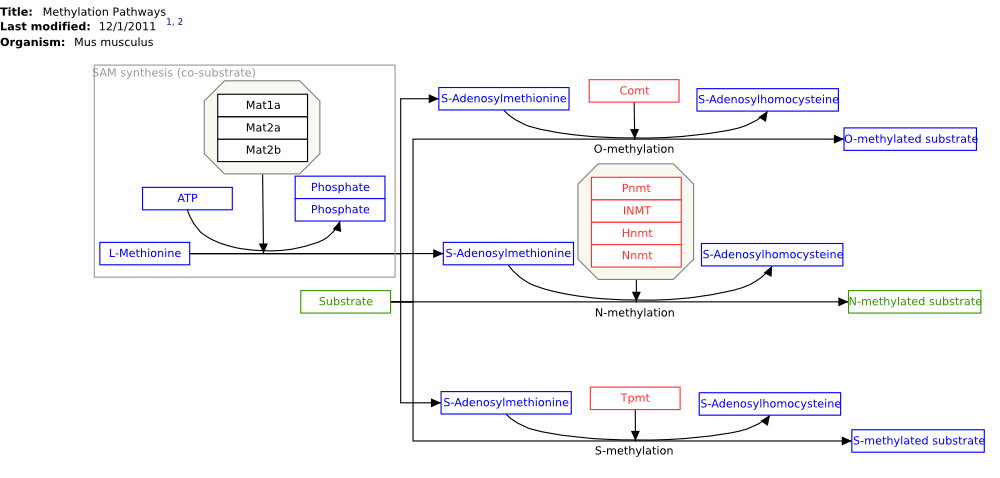 Title: Methylation Pathways
Last modified: 12/1/2011 1, 2
Organism: Mus musculus
SAM synthesis (co-substrate)
Mat1a
Mat2a
Mat2b
ATP
Phosphate
Phosphate
L-Methionine
S-Adenosylmethionine
Comt
S-Adenosylhomocysteine
O-methylated substrate
O-methylation
Pnmt
INMT
Hnmt
Nnmt
S-Adenosylmethionine
S-Adenosylhomocysteine
Substrate
N-methylated substrate
N-methylation
S-Adenosylmethionine
Tpmt
S-Adenosylhomocysteine
S-methylated substrate
S-methylation